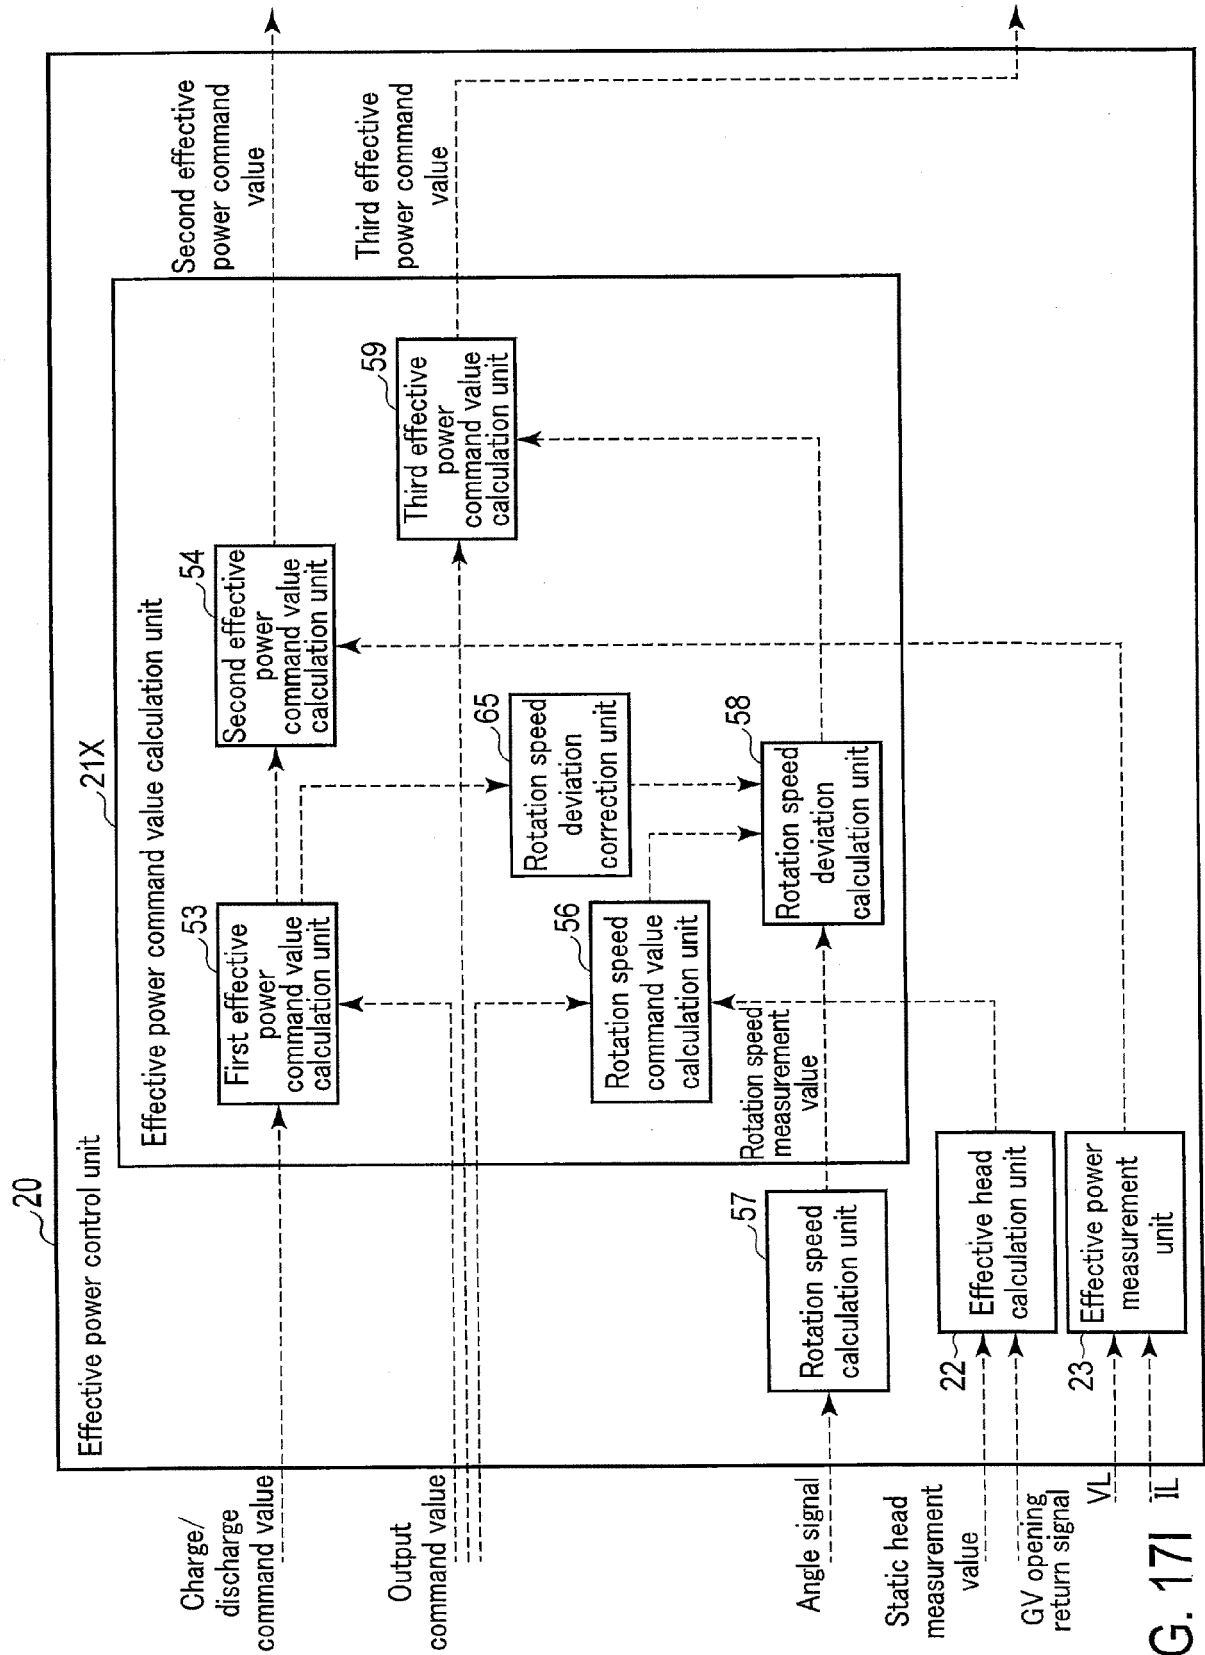 20
Effective power control unit
21X
Effective power command value calculation unit
Charge/
discharge
command value
Output
command value
Angle signal
Static head
measurement
value
GV opening
return signal
VL
IL
53
First effective
power
command value
calculation unit
54
Second effective
power
command value
calculation unit
Second effective
power command
value
59
Third effective
power
command value
calculation unit
Third effective
power command
value
65
Rotation speed
deviation
correction unit
56
Rotation speed
command value
calculation unit
58
Rotation speed
deviation
calculation unit
Rotation speed
measurement
value
57
Rotation speed
calculation unit
22
Effective head
calculation unit
23
Effective power
measurement
unit
G. 17I